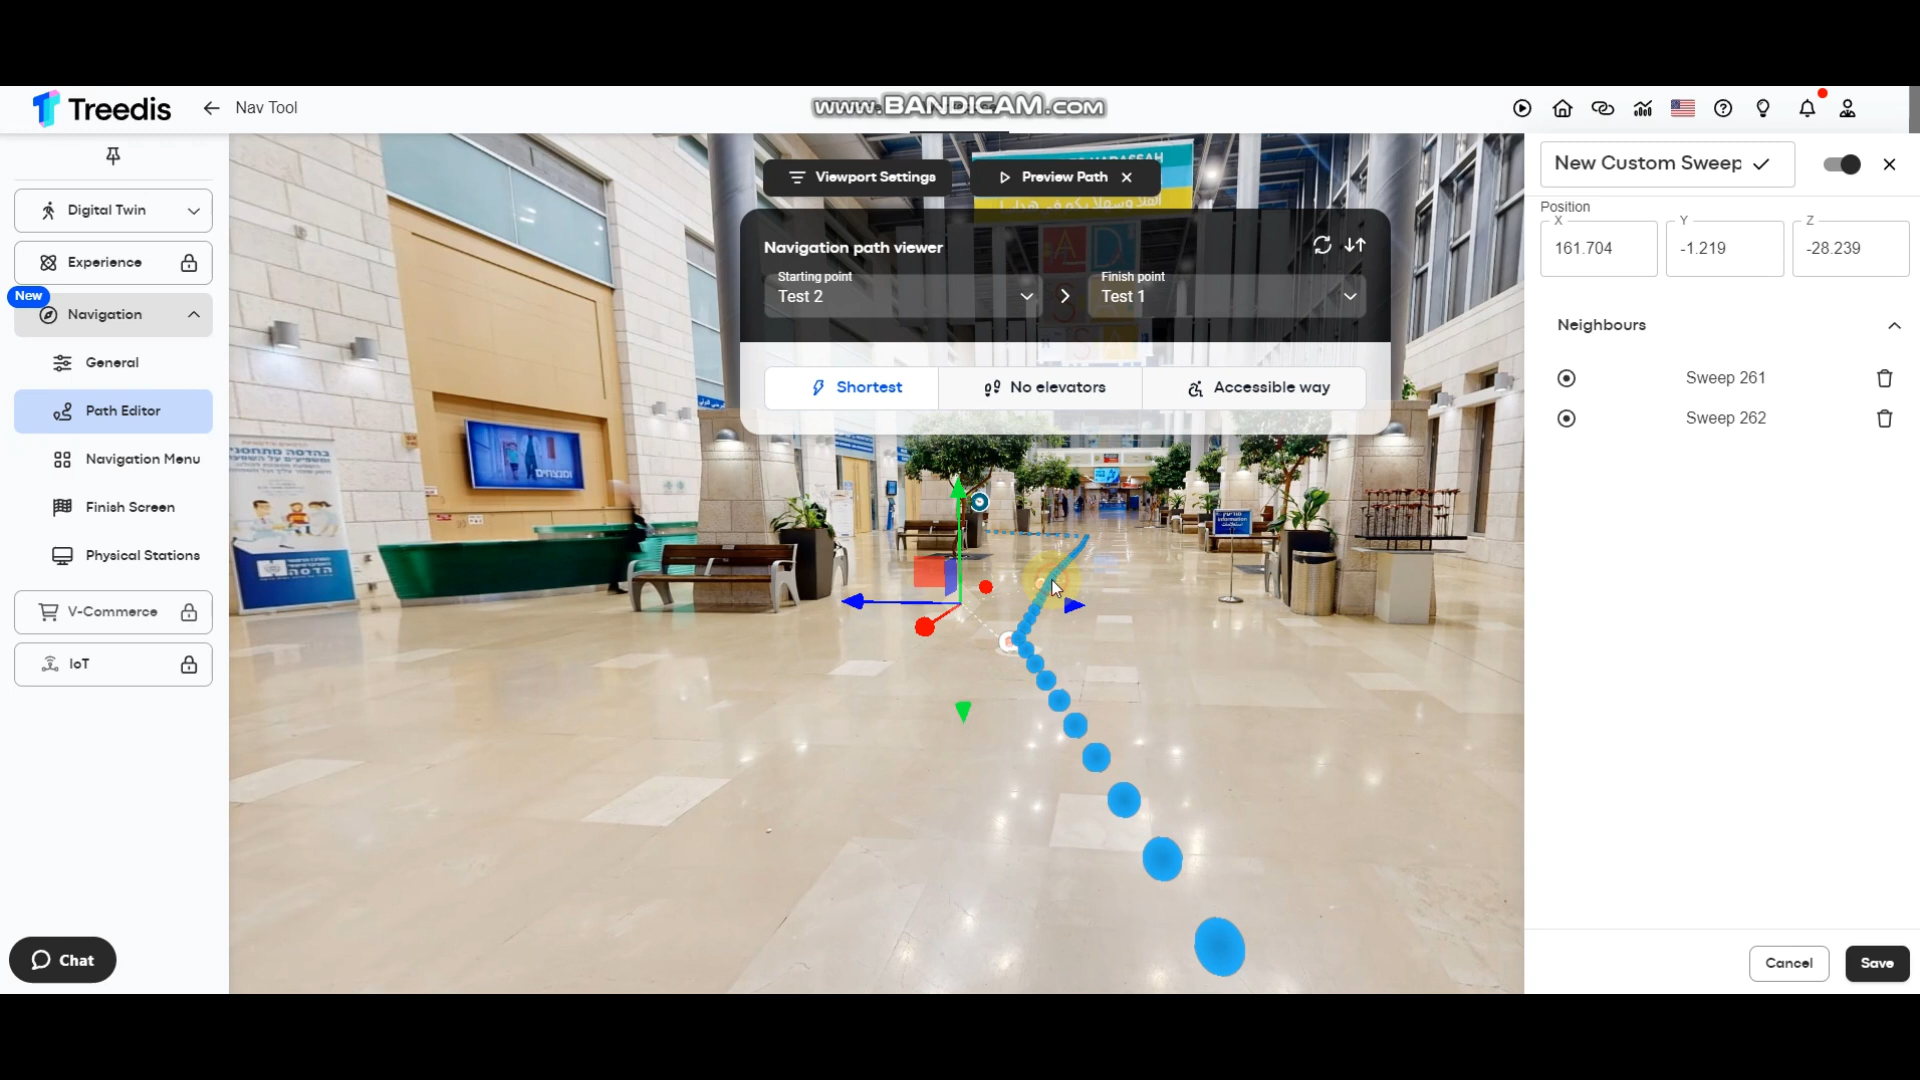 Treedis
Nav Tool
www.BANDICAM.com
Digital Twin
Experience
New
Navigation
General
Path Editor
Navigation Menu
Finish Screen
Physical Stations
V-Commerce
IoT
Chat
Viewport Settings
Preview Path
Navigation path viewer
Starting point
Test 2
Finish point
Test 1
Shortest
No elevators
Accessible way
Information
New Custom Sweep
Position
X
161.704
Y
-1.219
Z
-28.239
Neighbours
Sweep 261
Sweep 262
Cancel
Save